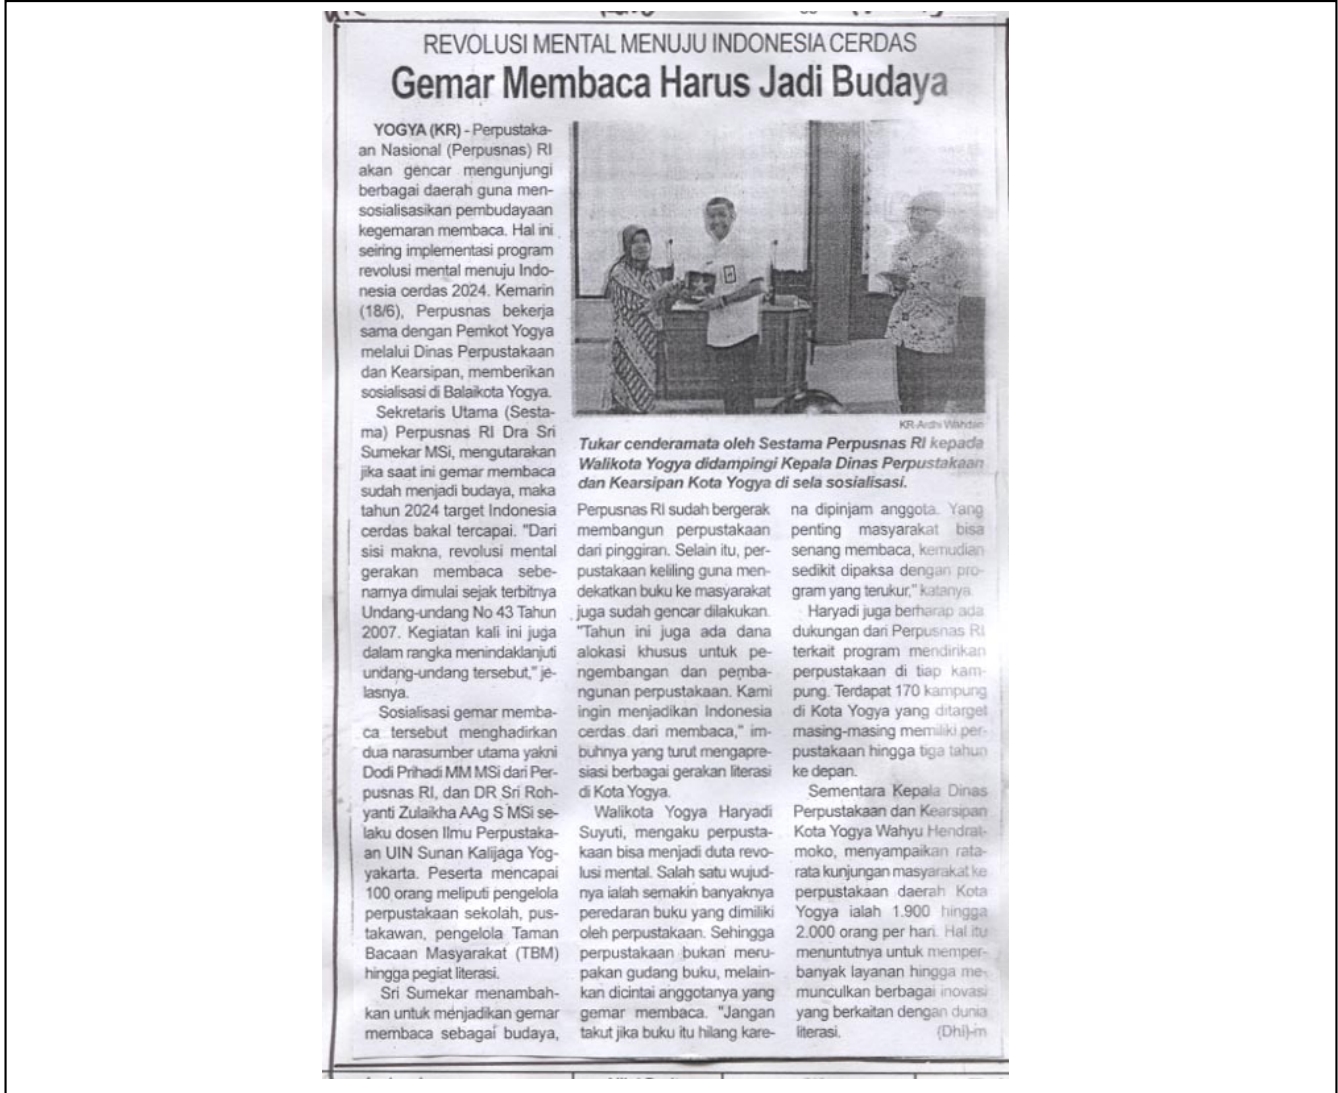 REVOLUSI MENTAL MENUJU INDONESIA CERDAS
Gemar Membaca Harus Jadi Budaya
YOGYA (KR) - Perpustaka-
an Nasional (Perpusnas) RI
akan gencar mengunjungi
berbagai daerah guna men-
sosialisasikan pembudayaan
kegemaran membaca. Hal ini
seiring implementasi program
revolusi mental menuju Indo-
nesia cerdas 2024. Kemarin
(18/6), Perpusnas bekerja
sama dengan Pemkot Yogya
melalui Dinas Perpustakaan
dan Kearsipan, memberikan
sosialisasi di Balaikota Yogya.
Sekretaris Utama (Sesta-
ma) Perpusnas RI Dra Sri
Sumekar MSi, mengutarakan
jika saat ini gemar membaca
sudah menjadi budaya, maka
tahun 2024 target Indonesia
cerdas bakal tercapai. "Dari
sisi makna, revolusi mental
gerakan membaca sebe-
narnya dimulai sejak terbitnya
Undang-undang No 43 Tahun
2007. Kegiatan kali ini juga
dalam rangka menindaklanjuti
undang-undang tersebut," je-
lasnya.
Sosialisasi gemar memba-
ca tersebut menghadirkan
dua narasumber utama yakni
Dodi Prihadi MM MSi dari Per-
pusnas RI, dan DR Sri Roh-
yanti Zulaikha AAg S MSi se-
laku dosen Ilmu Perpustaka-
an UIN Sunan Kalijaga Yog-
yakarta. Peserta mencapai
100 orang meliputi pengelola
perpustakaan sekolah, pus-
takawan, pengelola Taman
Bacaan Masyarakat (TBM)
hingga pegiat literasi.
Sri Sumekar menambah-
kan untuk menjadikan gemar
membaca sebagai budaya,
KR-Ardhi Wahdan
Tukar cenderamata oleh Sestama Perpusnas RI kepada
Walikota Yogya didampingi Kepala Dinas Perpustakaan
dan Kearsipan Kota Yogya di sela sosialisasi.
Perpusnas RI sudah bergerak
membangun perpustakaan
dari pinggiran. Selain itu, per-
pustakaan keliling guna men-
dekatkan buku ke masyarakat
juga sudah gencar dilakukan.
"Tahun ini juga ada dana
alokasi khusus untuk pe-
ngembangan dan pemba-
ngunan perpustakaan. Kami
ingin menjadikan Indonesia
cerdas dari membaca," im-
buhnya yang turut mengapre-
siasi berbagai gerakan literasi
di Kota Yogya.
Walikota Yogya Haryadi
Suyuti, mengaku perpusta-
kaan bisa menjadi duta revo-
lusi mental. Salah satu wujud-
nya ialah semakin banyaknya
peredaran buku yang dimiliki
oleh perpustakaan. Sehingga
perpustakaan bukan meru-
pakan gudang buku, melain-
kan dicintai anggotanya yang
gemar membaca. "Jangan
takut jika buku itu hilang kare-
na dipinjam anggota. Yang
penting masyarakat bisa
senang membaca, kemudian
sedikit dipaksa dengan pro-
gram yang terukur," katanya.
Haryadi juga berharap ada
dukungan dari Perpusnas RI
terkait program mendirikan
perpustakaan di tiap kam-
pung. Terdapat 170 kampung
di Kota Yogya yang ditarget
masing-masing memiliki per-
pustakaan hingga tiga tahun
ke depan.
Sementara Kepala Dinas
Perpustakaan dan Kearsipan
Kota Yogya Wahyu Hendrat-
moko, menyampaikan rata-
rata kunjungan masyarakat ke
perpustakaan daerah Kota
Yogya ialah 1.900 hingga
2.000 orang per hari. Hal itu
menuntutnya untuk memper-
banyak layanan hingga me-
munculkan berbagai inovasi
yang berkaitan dengan dunia
literasi. (Dhi)-m